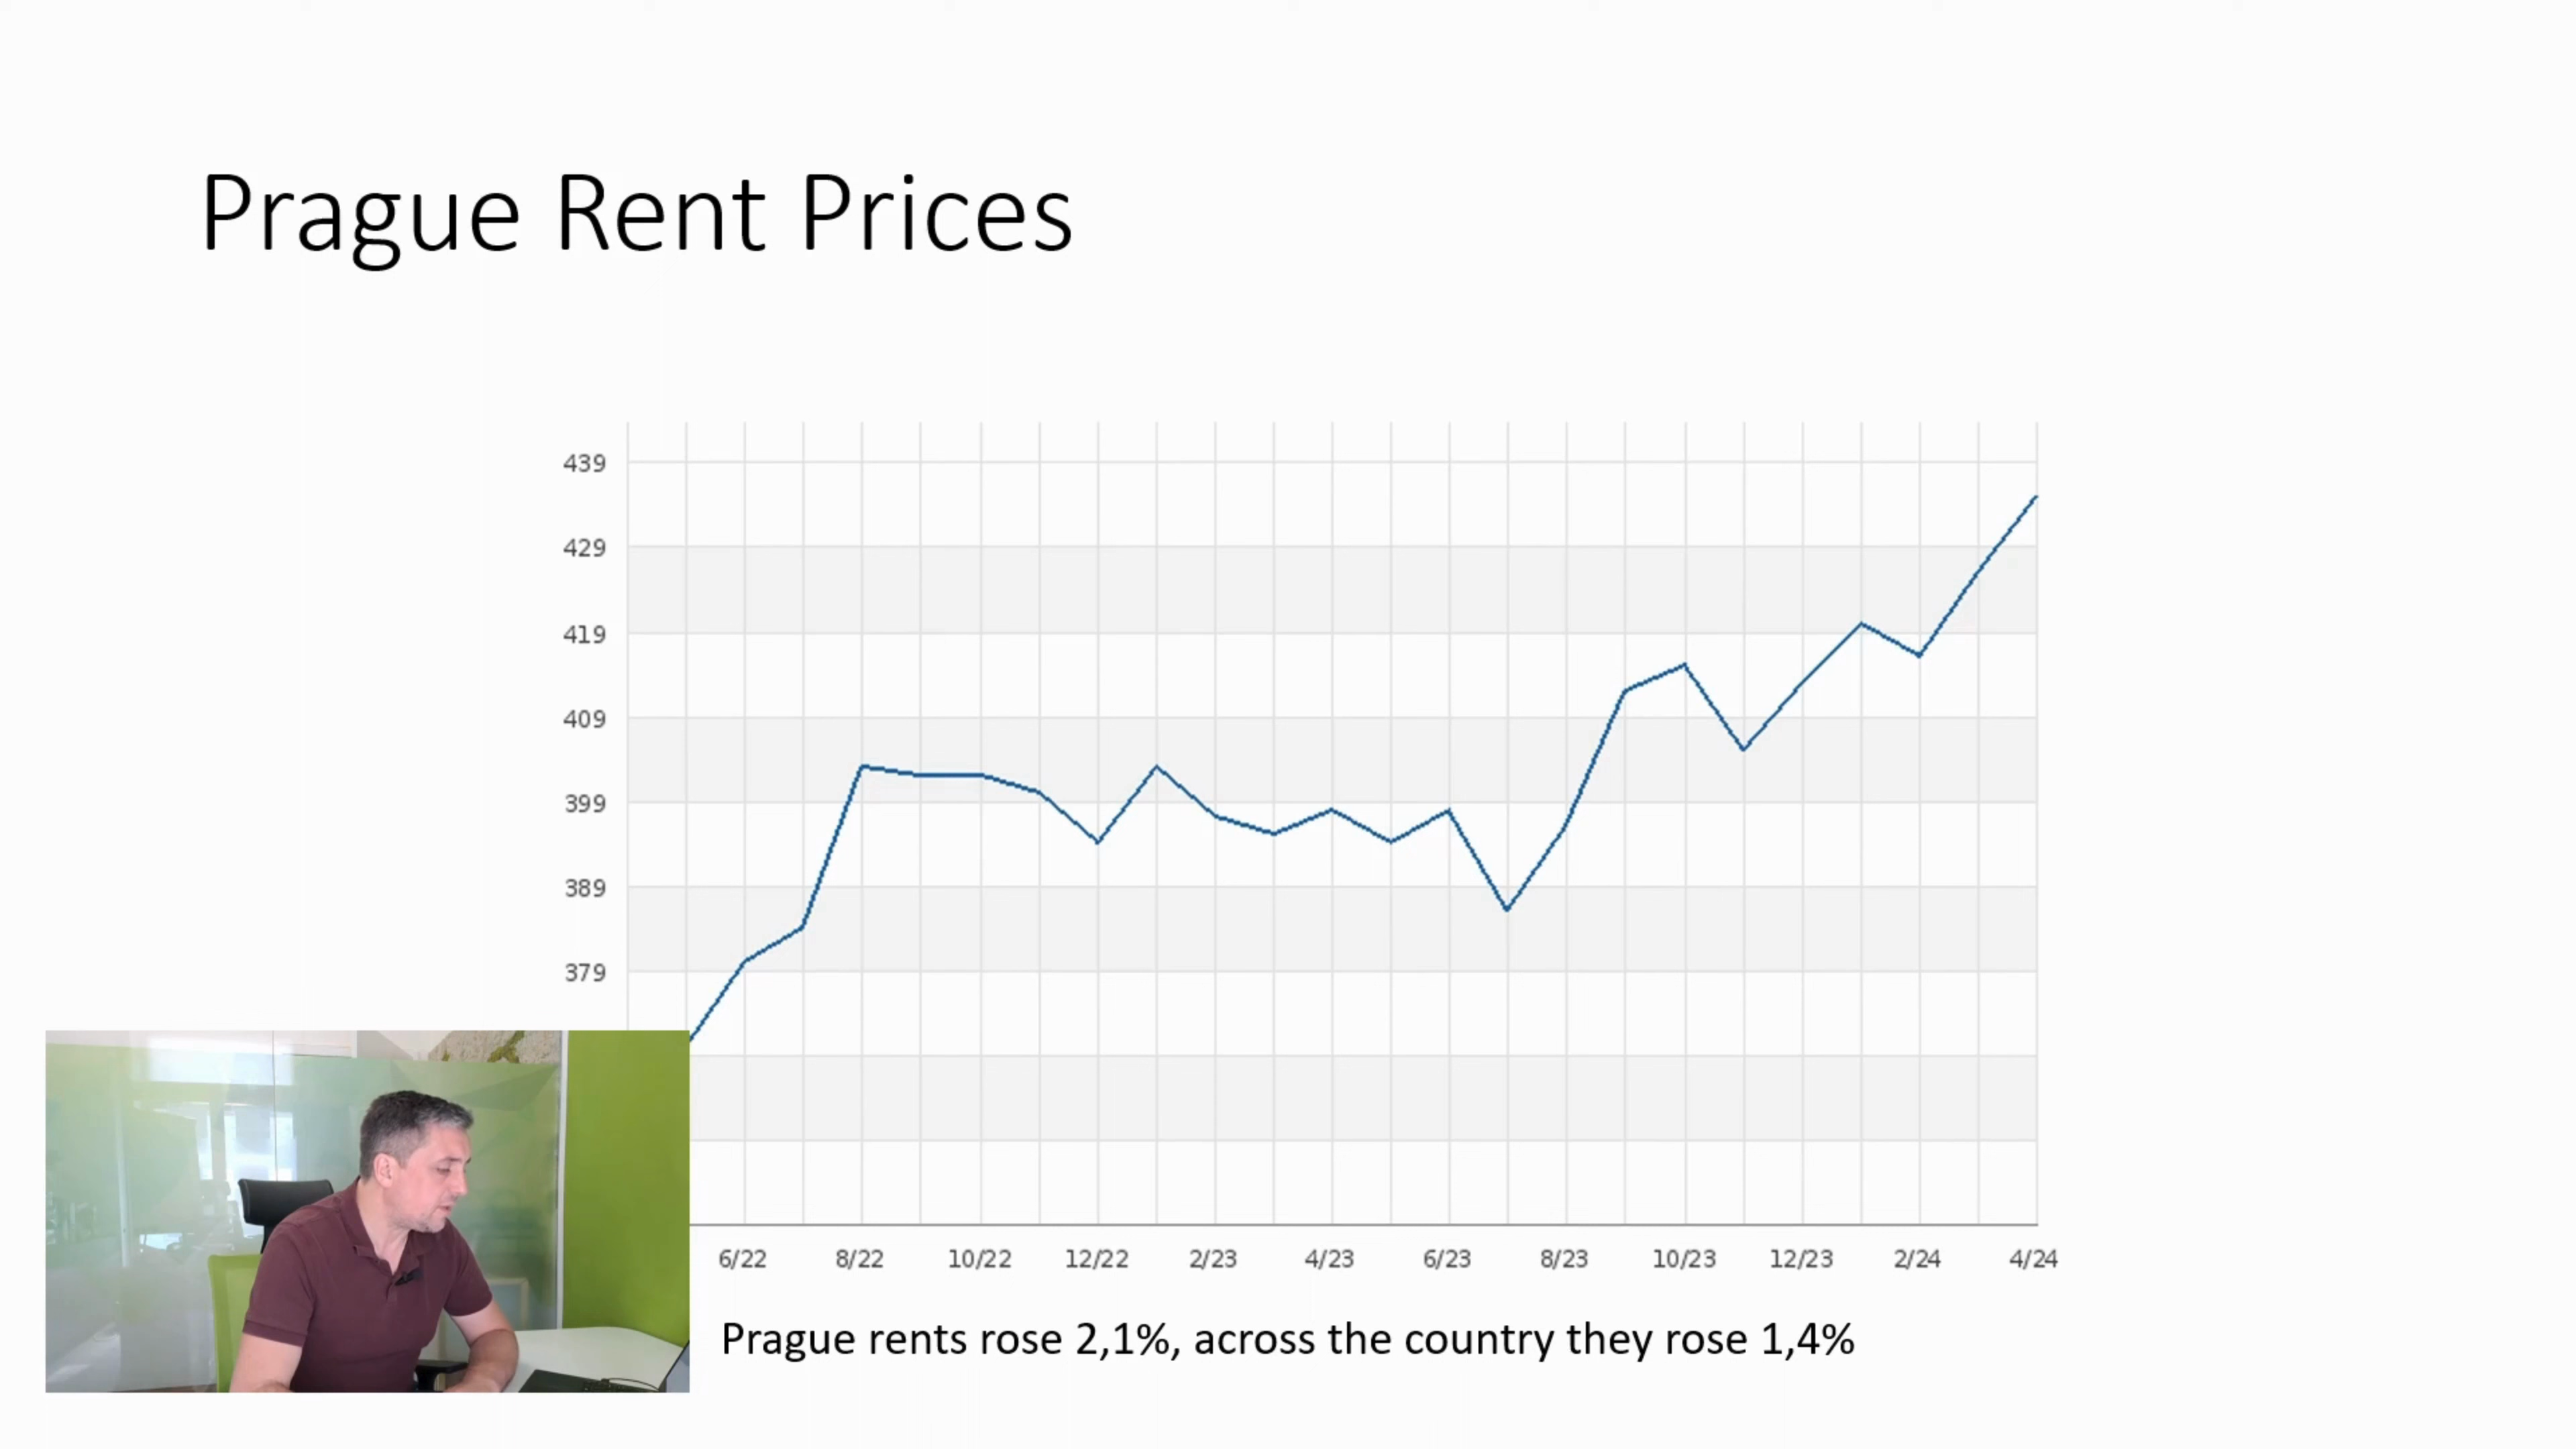 Prague Rent Prices
439
429
419
409
399
389
379
6/22 8/22 10/22 12/22 2/23 4/23 6/23 8/23 10/23 12/23 2/24 4/24
Prague rents rose 2,1%, across the country they rose 1,4%